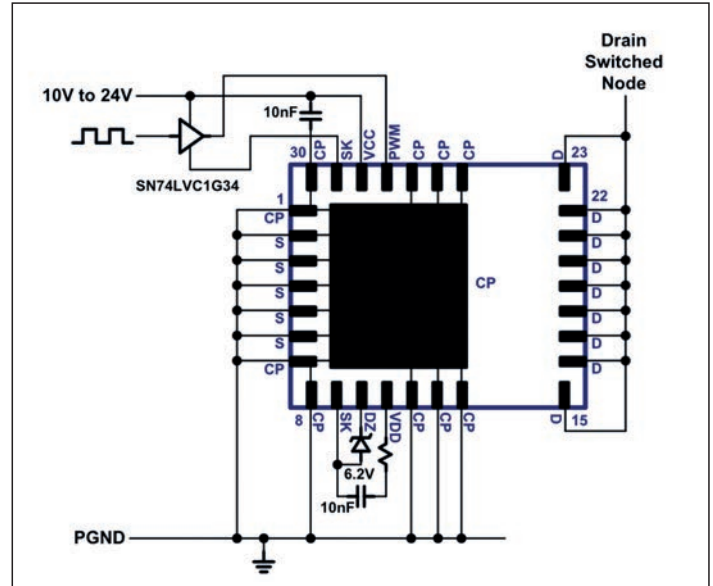 Drain
Switched
Node
10V to 24V
10nF
SN74LVC1G34
30
CP
SK
VCC
PWM
CP
CP
CP
D
23
1
CP
S
S
S
S
S
CP
CP
22
D
D
D
D
D
D
D
8
CP
SK
DZ
VDD
CP
CP
CP
D
15
6.2V
10nF
PGND